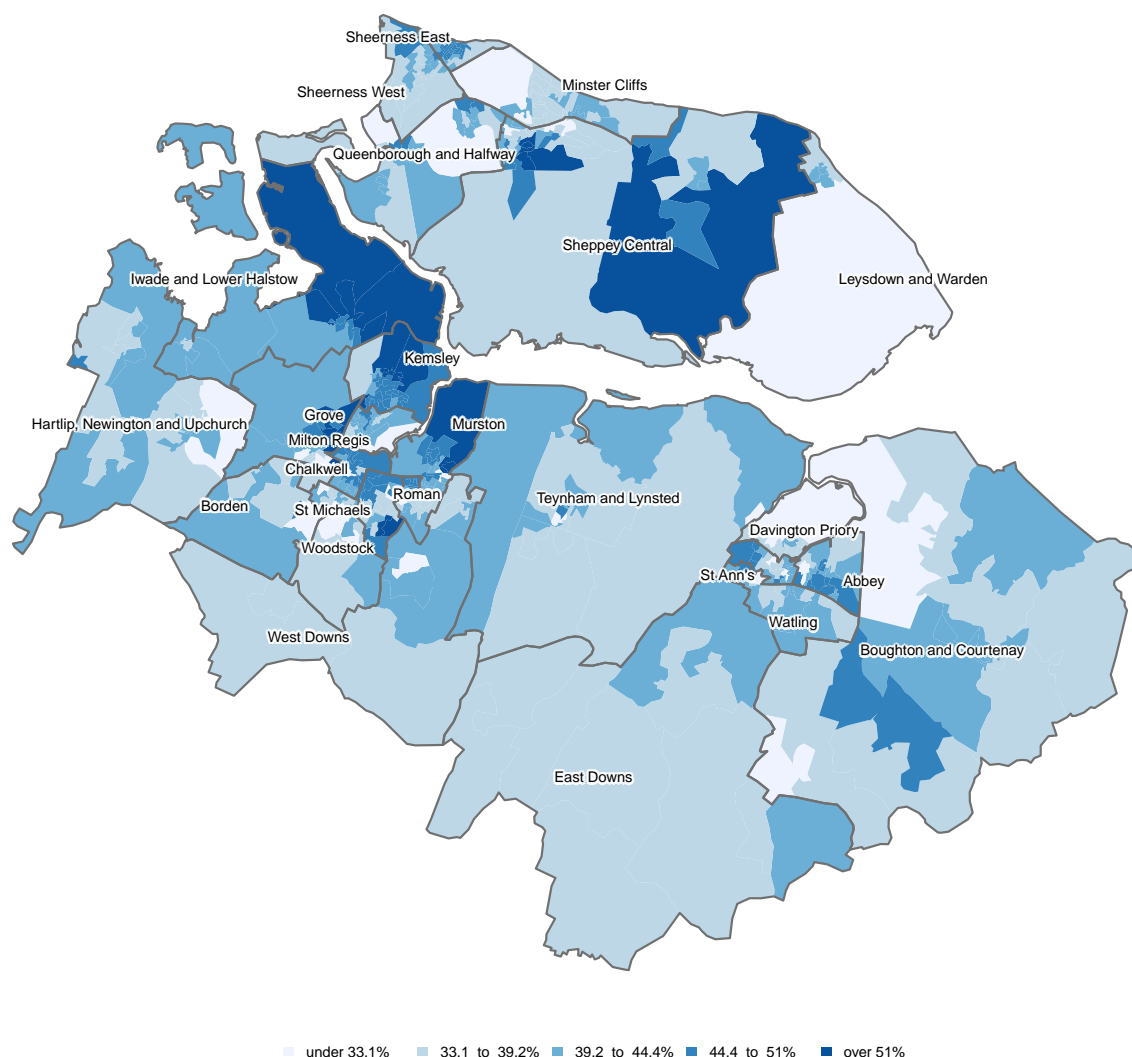 Sheerness East
Minster Cliffs
Sheerness West
Queenborough and Halfway
Sheppey Central
Iwade and Lower Halstow
Leysdown and Warden
Kemsley
Grove
Hartlip, Newington and Upchurch
Murston
Milton Regis
Chalkwell
Roman
Teynham and Lynsted
Borden
St Michaels
Davington Priory
Woodstock
St Ann's
Abbey
Watling
West Downs
Boughton and Courtenay
East Downs
under 33.1% 33.1 to 39.2% 39.2 to 44.4% 44.4 to 51% over 51%